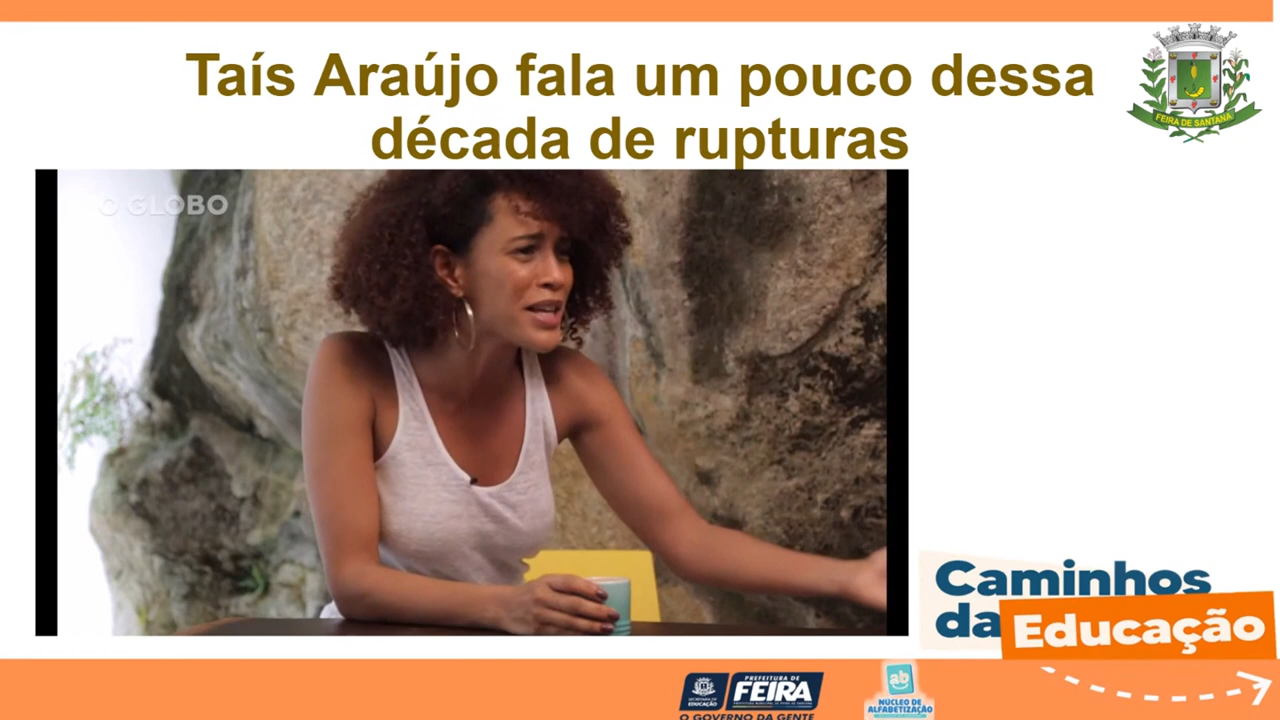 Taís Araújo fala um pouco dessa
década de rupturas
FEIRA DE SANTANA
O GLOBO
Caminhos
da Educação
SECRETARIA DE
EDUCAÇÃO
PREFEITURA DE
FEIRA
O GOVERNO DA GENTE
ab
NÚCLEO DE
ALFABETIZAÇÃO